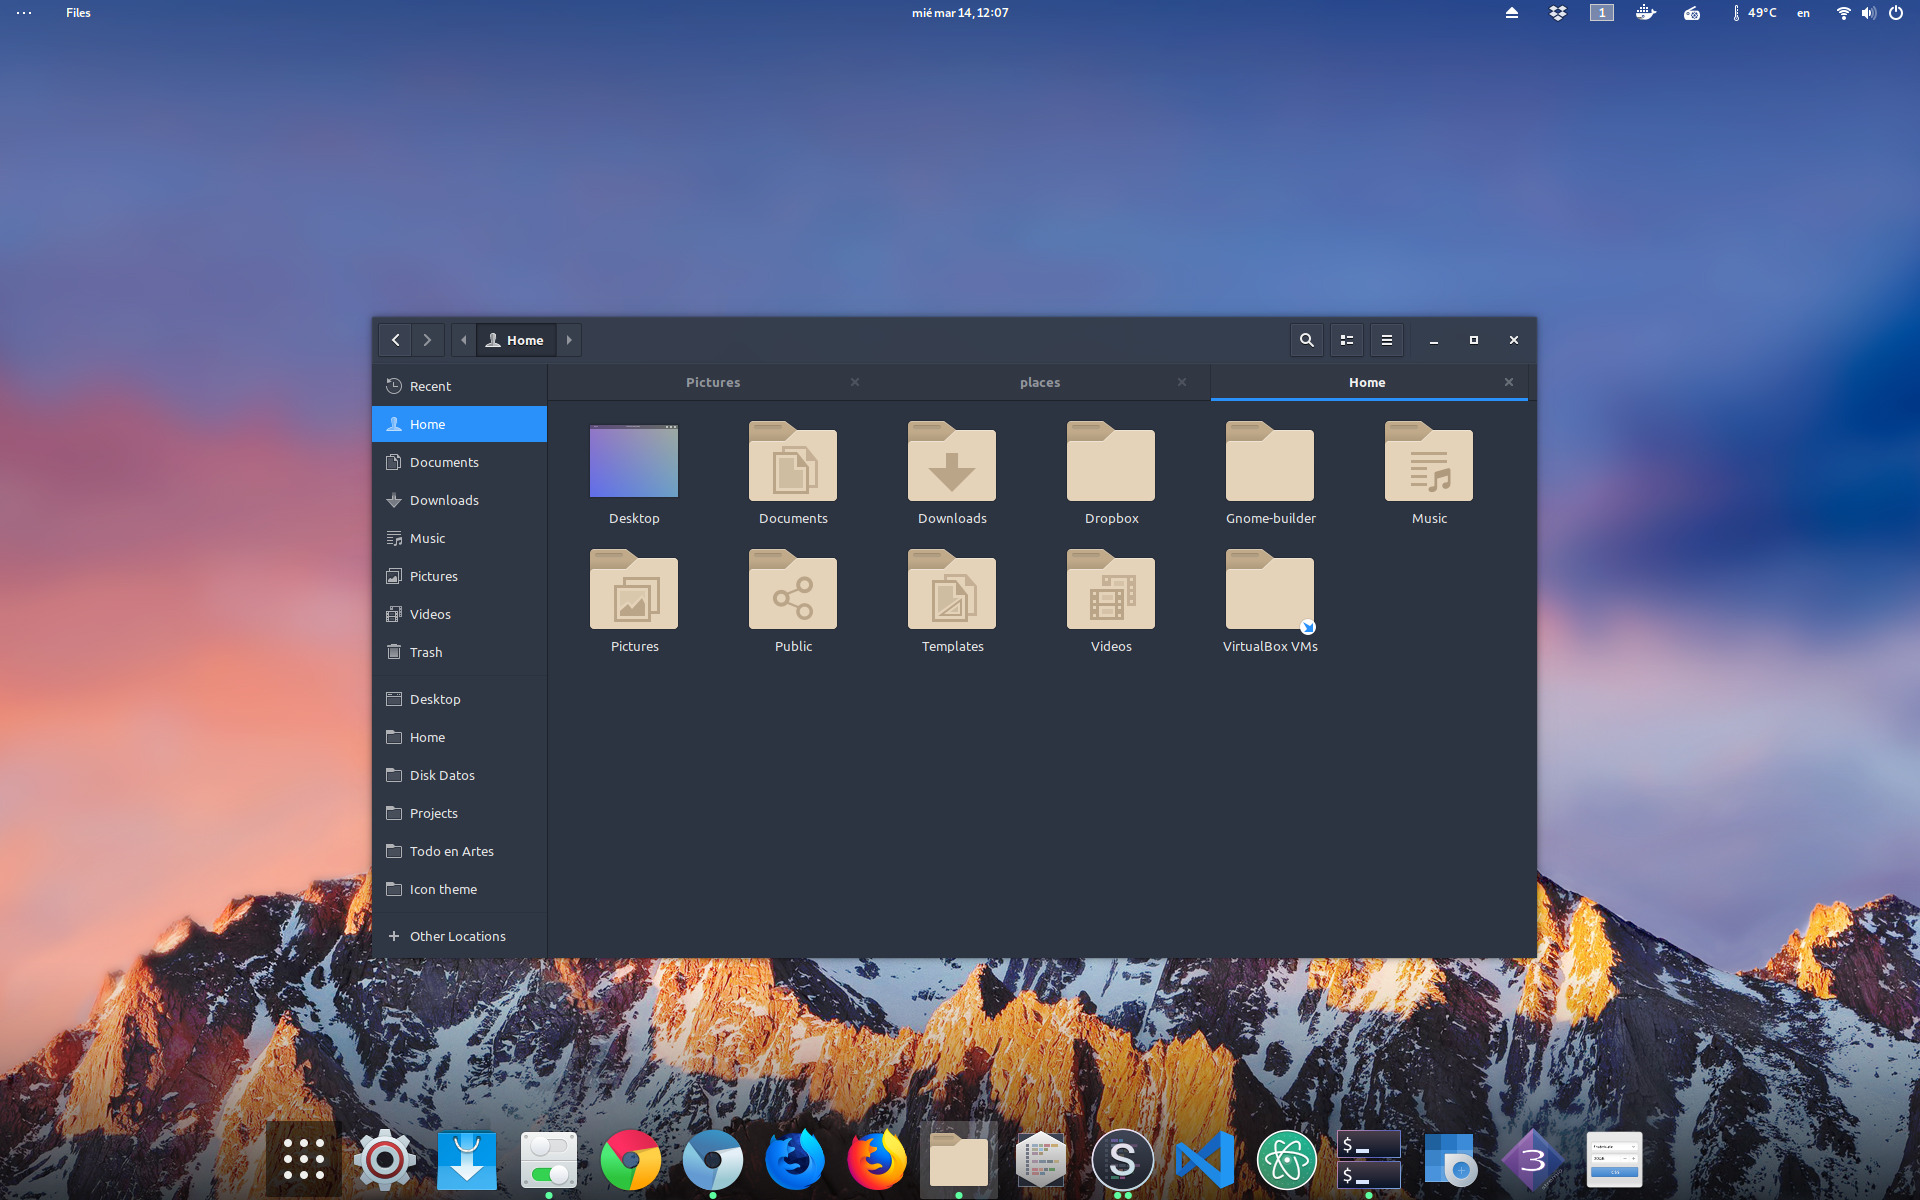 Files
mié mar 14, 12:07
1
49°C
en
Home
Pictures
places
Home
Recent
Home
Documents
Downloads
Music
Pictures
Videos
Trash
Desktop
Home
Disk Datos
Projects
Todo en Artes
Icon theme
Other Locations
Desktop
Documents
Downloads
Dropbox
Gnome-builder
Music
Pictures
Public
Templates
Videos
VirtualBox VMs
S
$
$
3